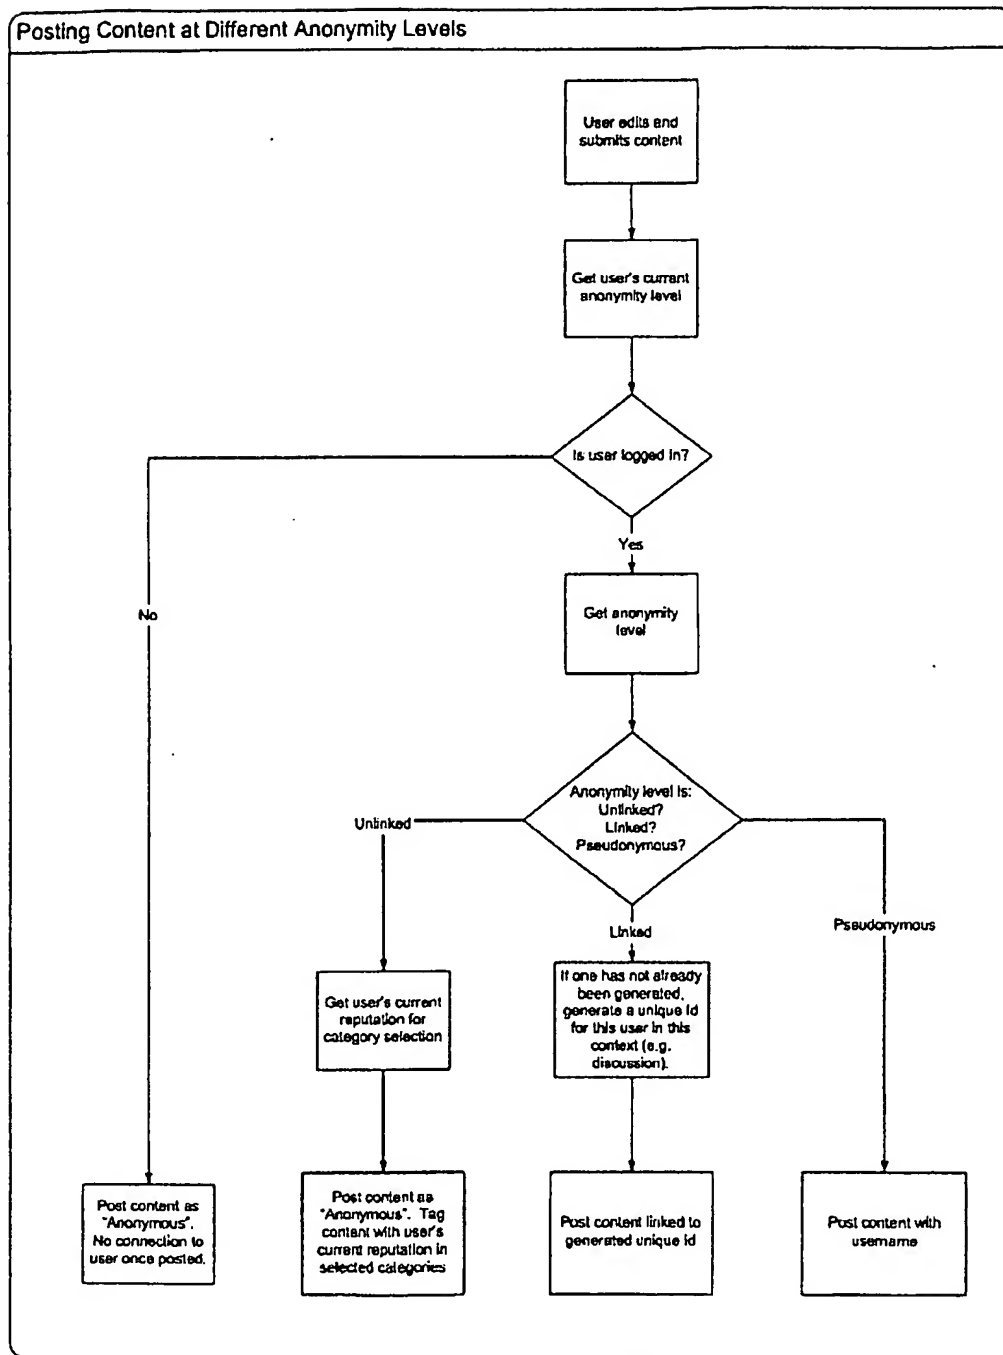 Posting Content at Different Anonymity Levels
User edits and
submits content
Get user's current
anonymity level
Is user logged in?
Yes
No
Get anonymity
level
Anonymity level is:
Unlinked?
Linked?
Pseudonymous?
Unlinked
Linked
Pseudonymous
Get user's current
reputation for
category selection
If one has not already
been generated,
generate a unique id
for this user in this
context (e.g.
discussion).
Post content as
"Anonymous".
No connection to
user once posted.
Post content as
"Anonymous". Tag
content with user's
current reputation in
selected categories
Post content linked to
generated unique id
Post content with
username